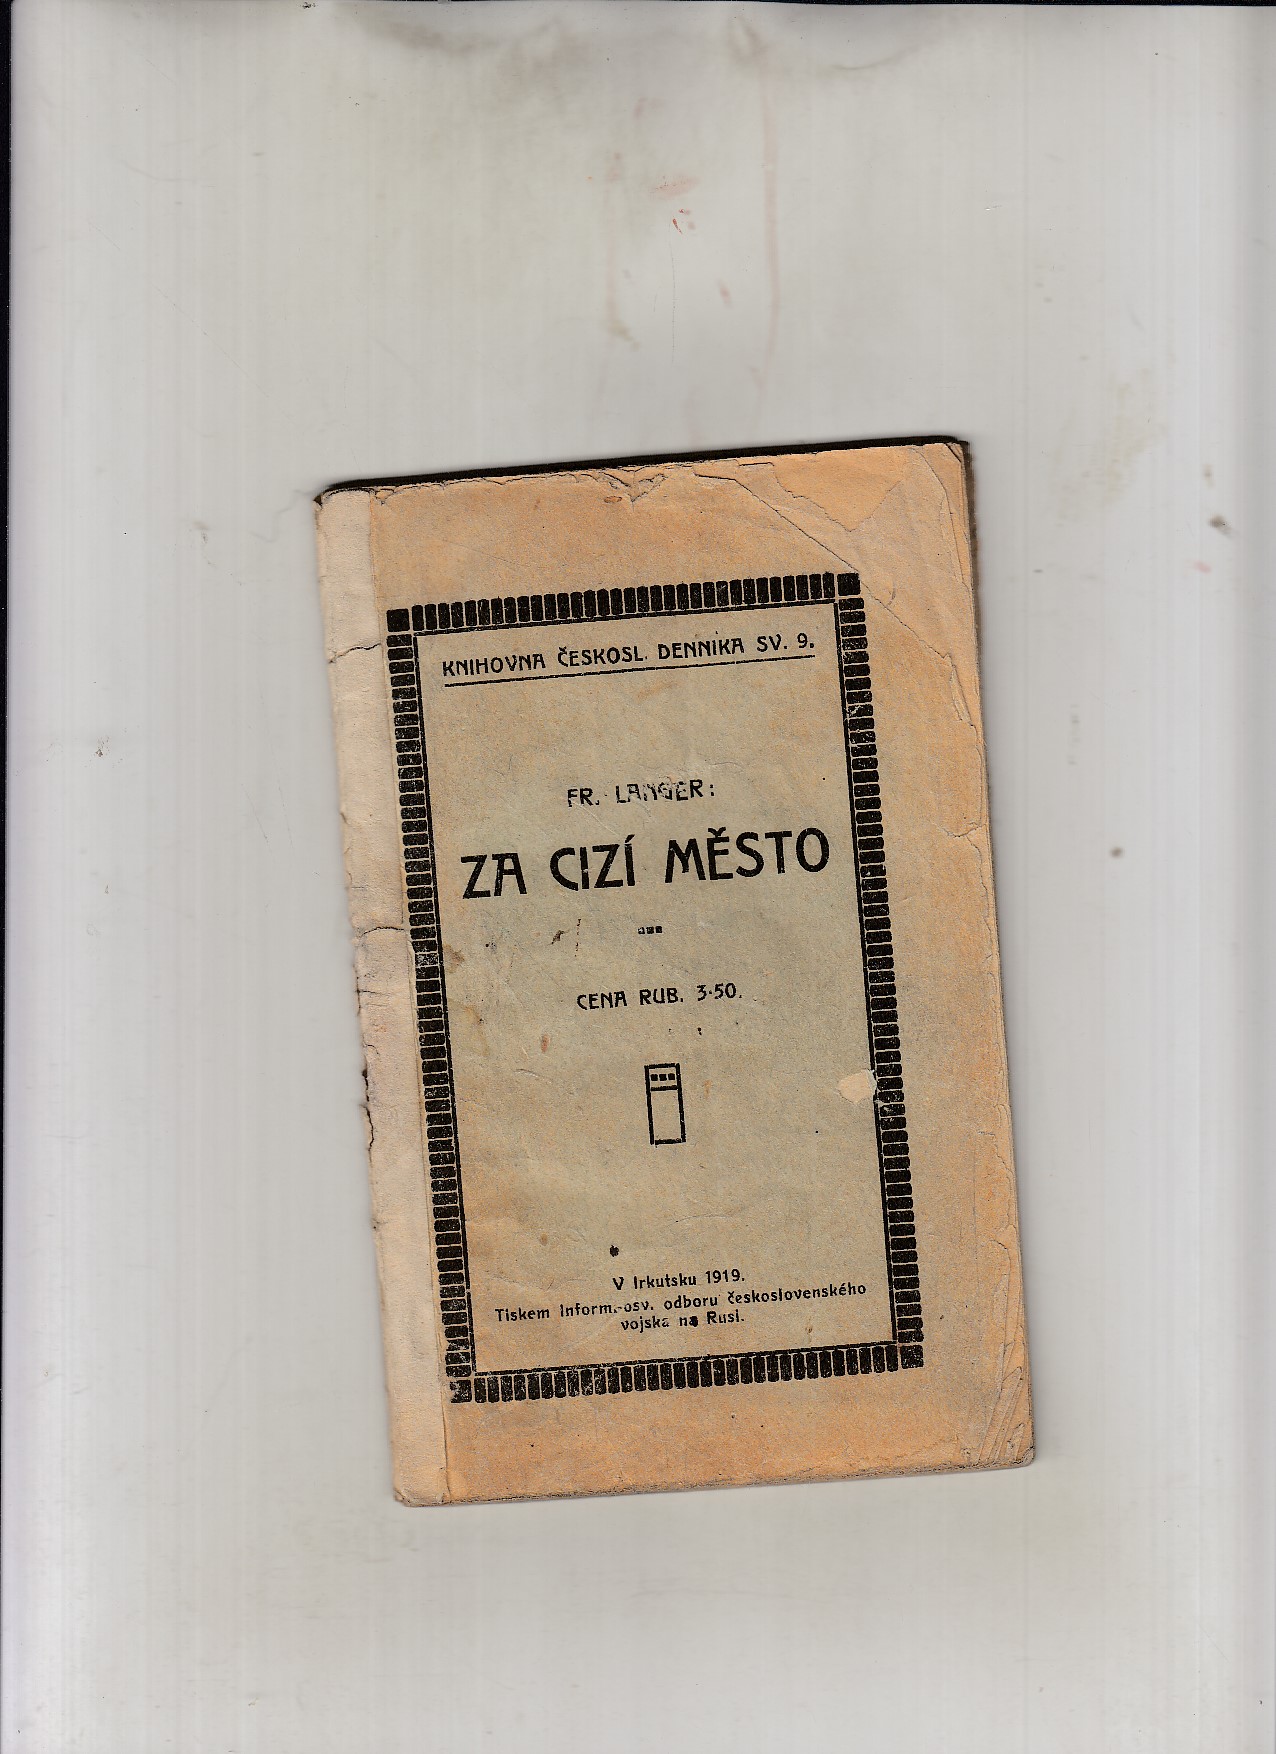 KNIHOVNA ČESKOSL. DENNÍKA SV. 9.
FR. LANGER:
ZA CIZÍ MĚSTO
CENA RUB. 3·50.
V Irkutsku 1919.
Tiskem Inform.-osv. odboru československého
vojska na Rusi.